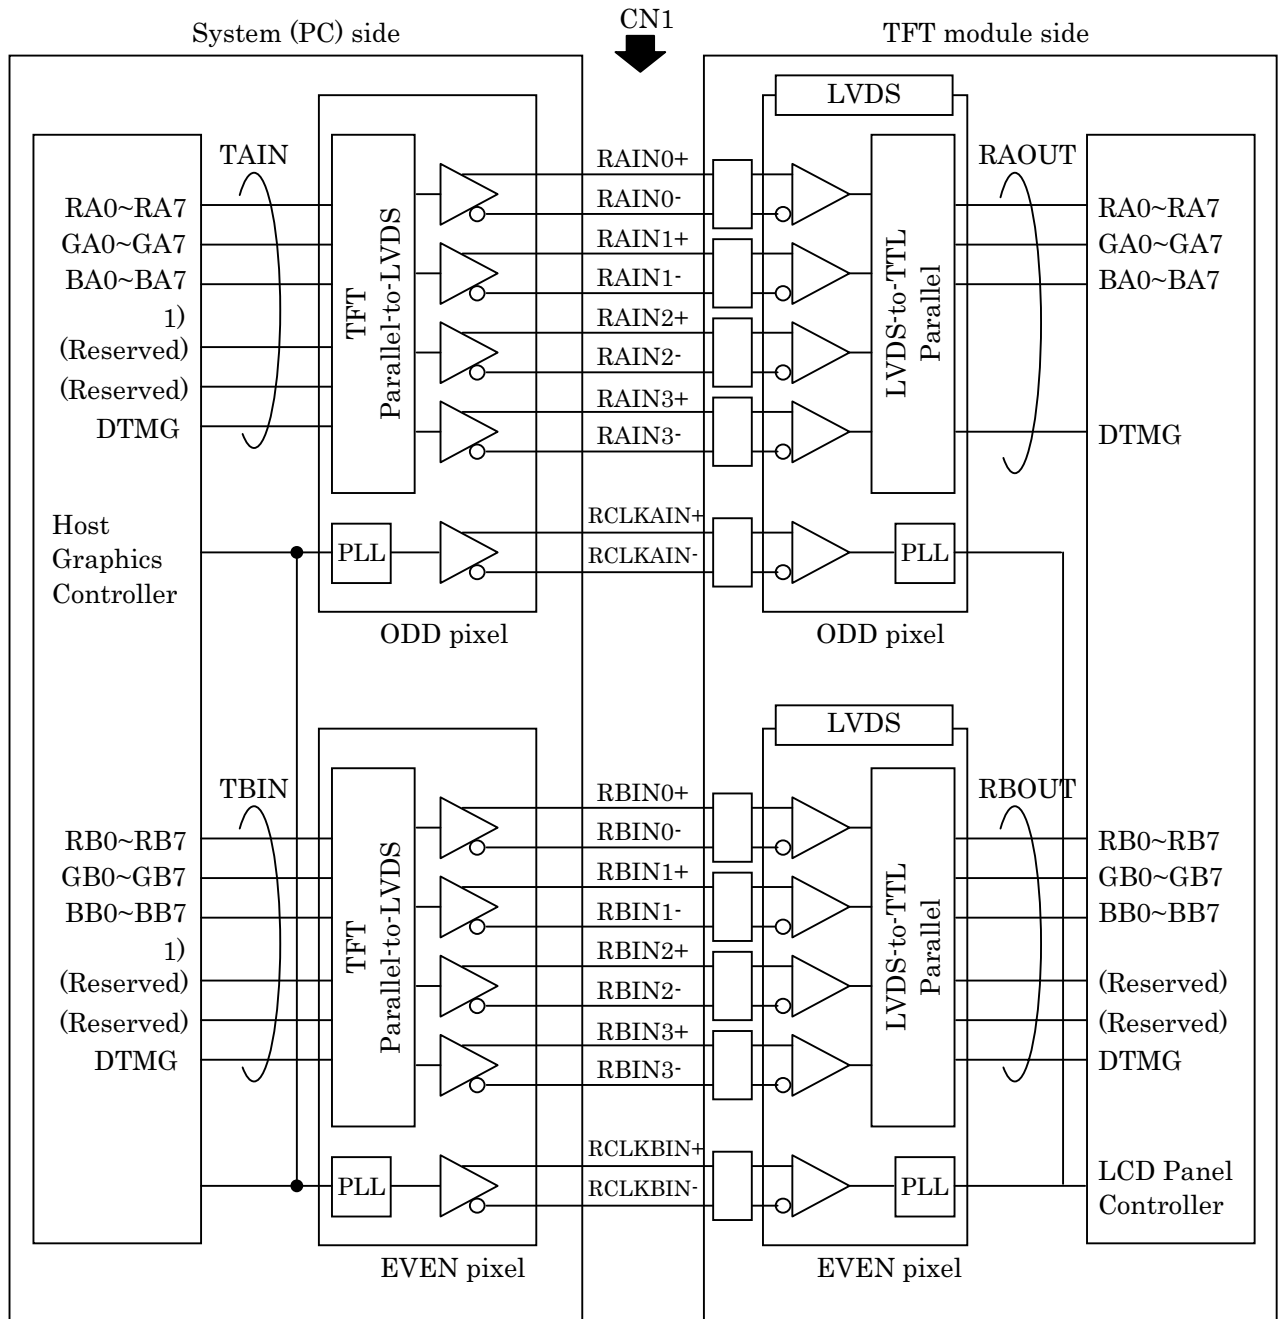 CN1
System (PC) side
TFT module side
LVDS
TAIN
RA0~RA7
GA0~GA7
BA0~BA7
1)
(Reserved)
(Reserved)
DTMG
Host
Graphics
Controller
TFT
Parallel-to-LVDS
PLL
ODD pixel
RAIN0+
RAIN0-
RAIN1+
RAIN1-
RAIN2+
RAIN2-
RAIN3+
RAIN3-
RCLKAIN+
RCLKAIN-
LVDS-to-TTL
Parallel
PLL
ODD pixel
RAOUT
RA0~RA7
GA0~GA7
BA0~BA7
DTMG
LVDS
TBIN
RB0~RB7
GB0~GB7
BB0~BB7
1)
(Reserved)
(Reserved)
DTMG
TFT
Parallel-to-LVDS
PLL
EVEN pixel
RBIN0+
RBIN0-
RBIN1+
RBIN1-
RBIN2+
RBIN2-
RBIN3+
RBIN3-
RCLKBIN+
RCLKBIN-
LVDS-to-TTL
Parallel
PLL
EVEN pixel
RBOUT
RB0~RB7
GB0~GB7
BB0~BB7
(Reserved)
(Reserved)
DTMG
LCD Panel
Controller